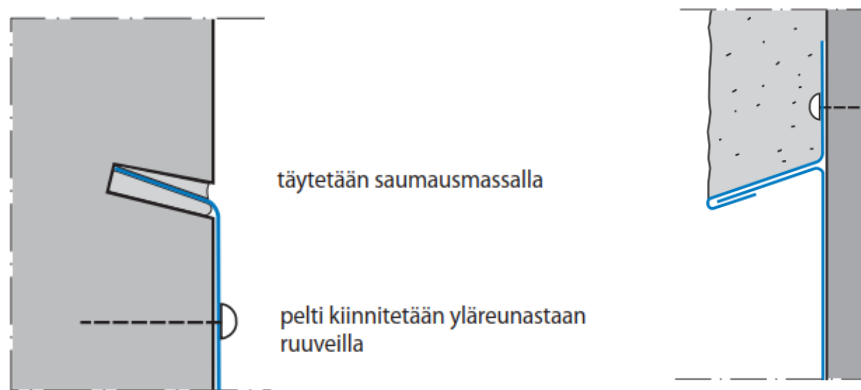 täytetään saumausmassalla
pelti kiinnitetään yläreunastaan
ruuveilla